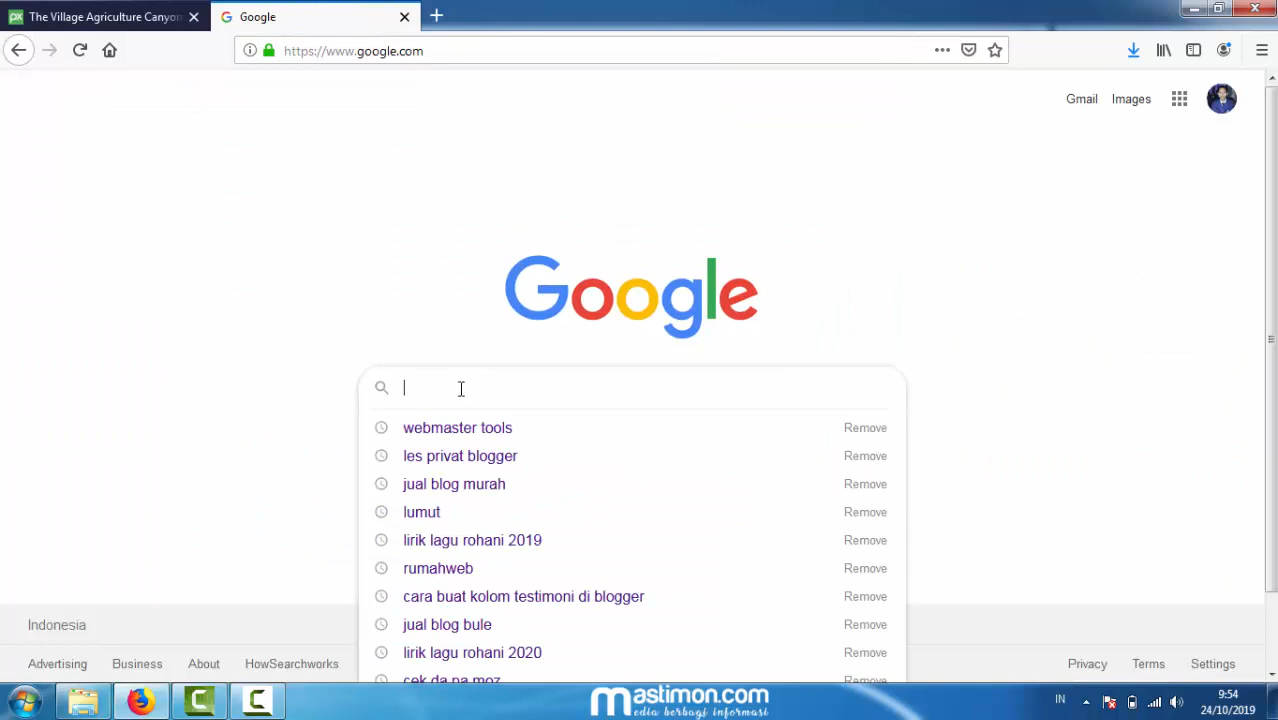 The Village Agriculture Canyon
Google
https://www.google.com
Gmail Images
Google
webmaster tools Remove
les privat blogger Remove
jual blog murah Remove
lumut Remove
lirik lagu rohani 2019 Remove
rumahweb Remove
cara buat kolom testimoni di blogger Remove
jual blog bule Remove
lirik lagu rohani 2020 Remove
cek da pa moz
Indonesia
Advertising Business About HowSearchworks Privacy Terms Settings
mastimon.com
edia berbagi informasi
IN 9:54
24/10/2019